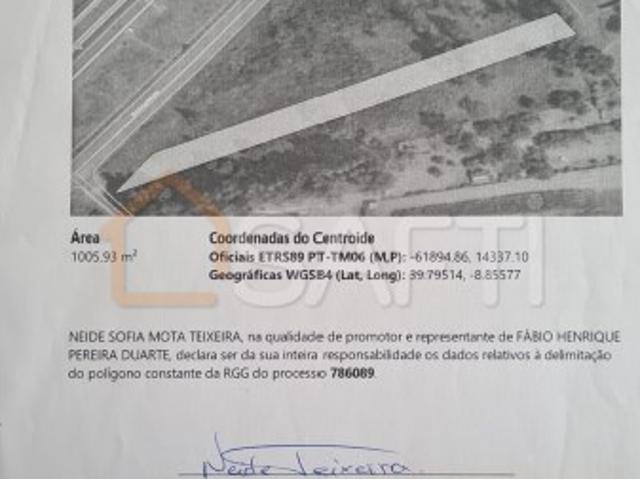 Área
1005.93 m²
Coordenadas do Centroide
Oficiais ETRS89 PT-TM06 (M,P): -61894.86, 14337.10
Geográficas WGS84 (Lat, Long): 39.79514, -8.85577
SAFTI
NEIDE SOFIA MOTA TEIXEIRA, na qualidade de promotor e representante de FÁBIO HENRIQUE
PEREIRA DUARTE, declara ser da sua inteira responsabilidade os dados relativos à delimitação
do polígono constante da RGG do processo 786089.
Neide Teixeira.